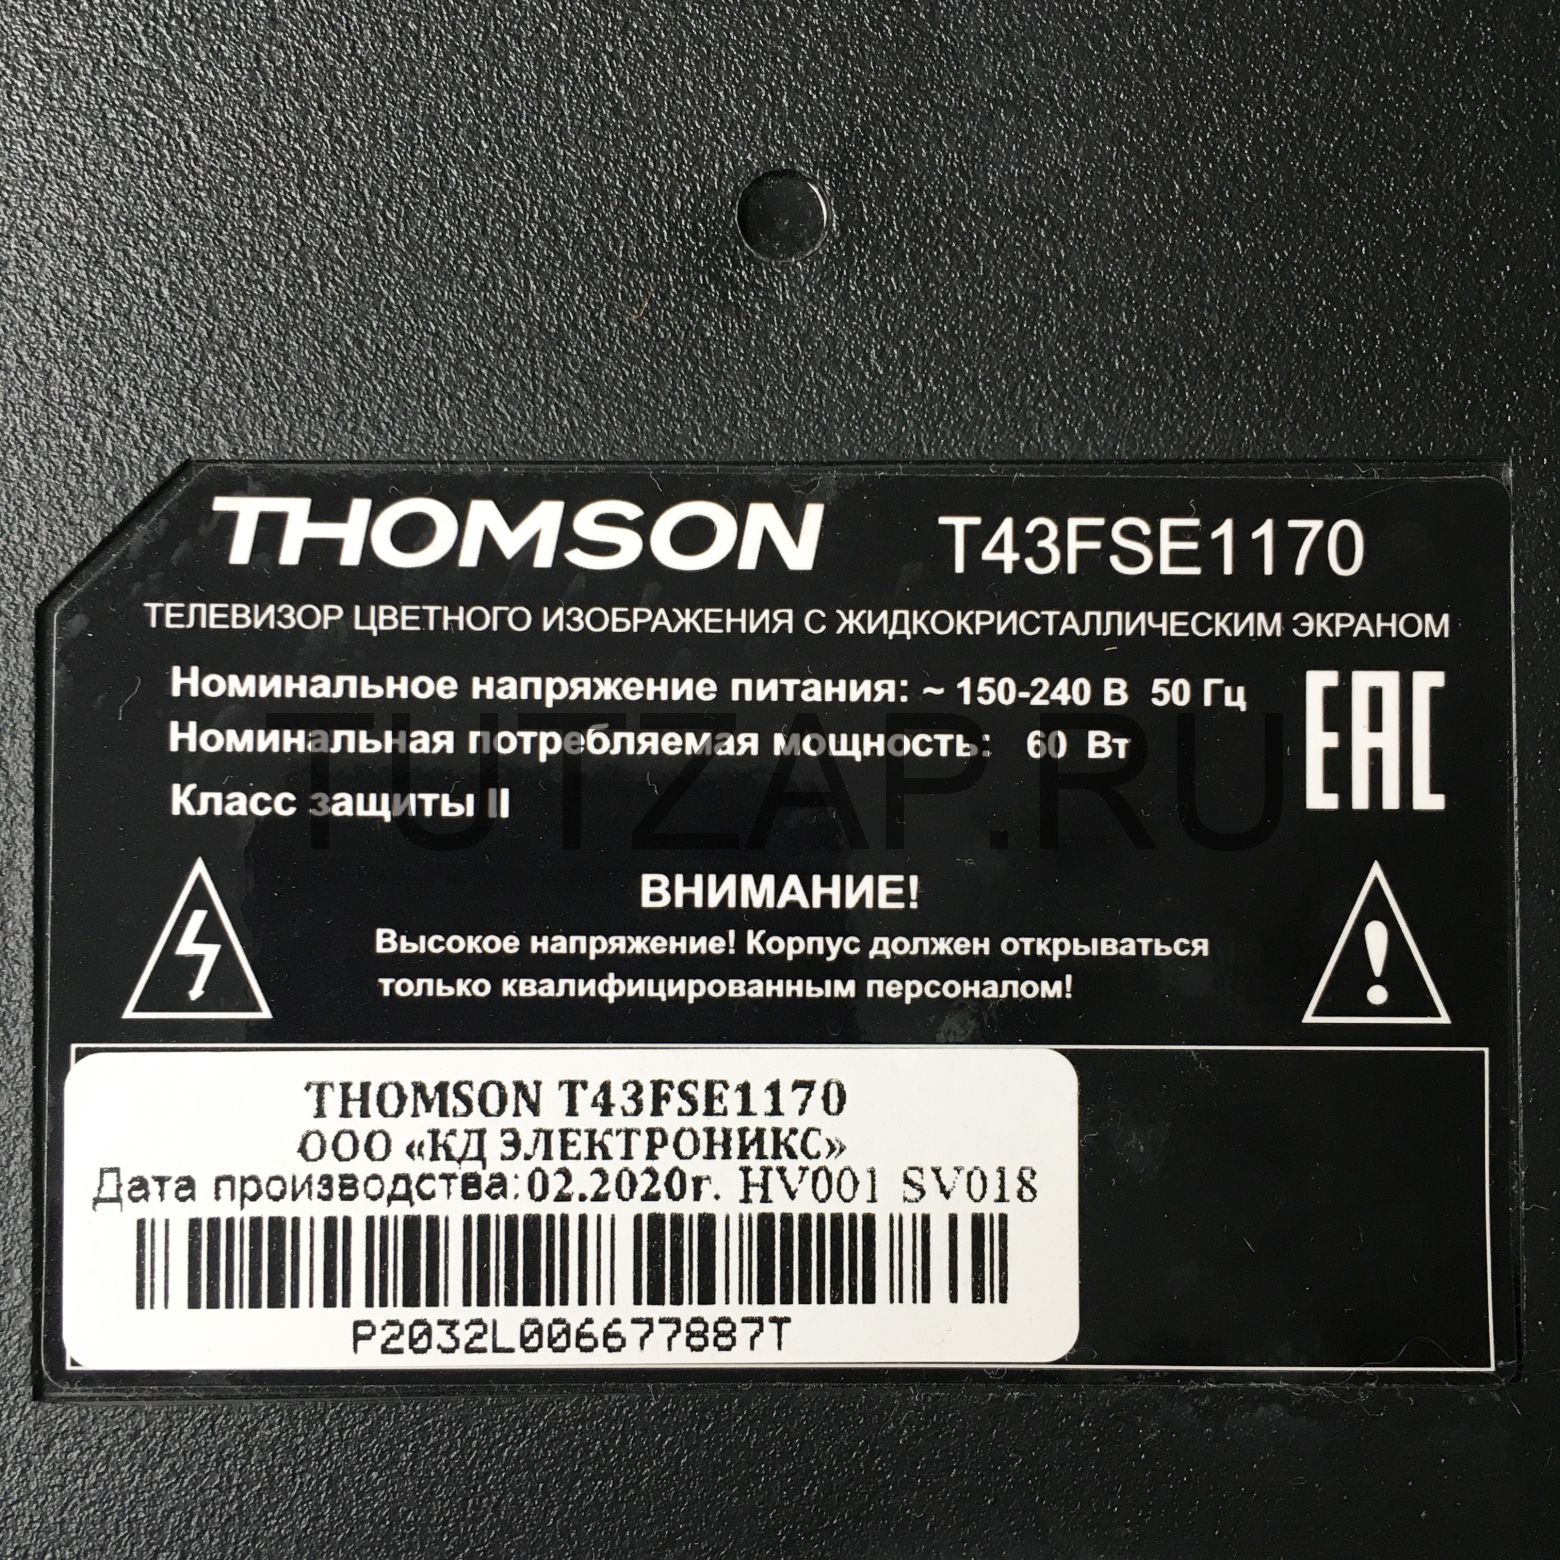 THOMSON T43FSE1170
ТЕЛЕВИЗОР ЦВЕТНОГО ИЗОБРАЖЕНИЯ С ЖИДКОКРИСТАЛЛИЧЕСКИМ ЭКРАНОМ
Номинальное напряжение питания: ~ 150-240 В 50 Гц
Номинальная потребляемая мощность: 60 Вт
Класс защиты II
EAC
TUTZAP.RU
ВНИМАНИЕ!
Высокое напряжение! Корпус должен открываться
только квалифицированным персоналом!
THOMSON T43FSE1170
ООО «КД ЭЛЕКТРОНИКС»
Дата производства: 02.2020г. HV001 SV018
P2032L006677887T